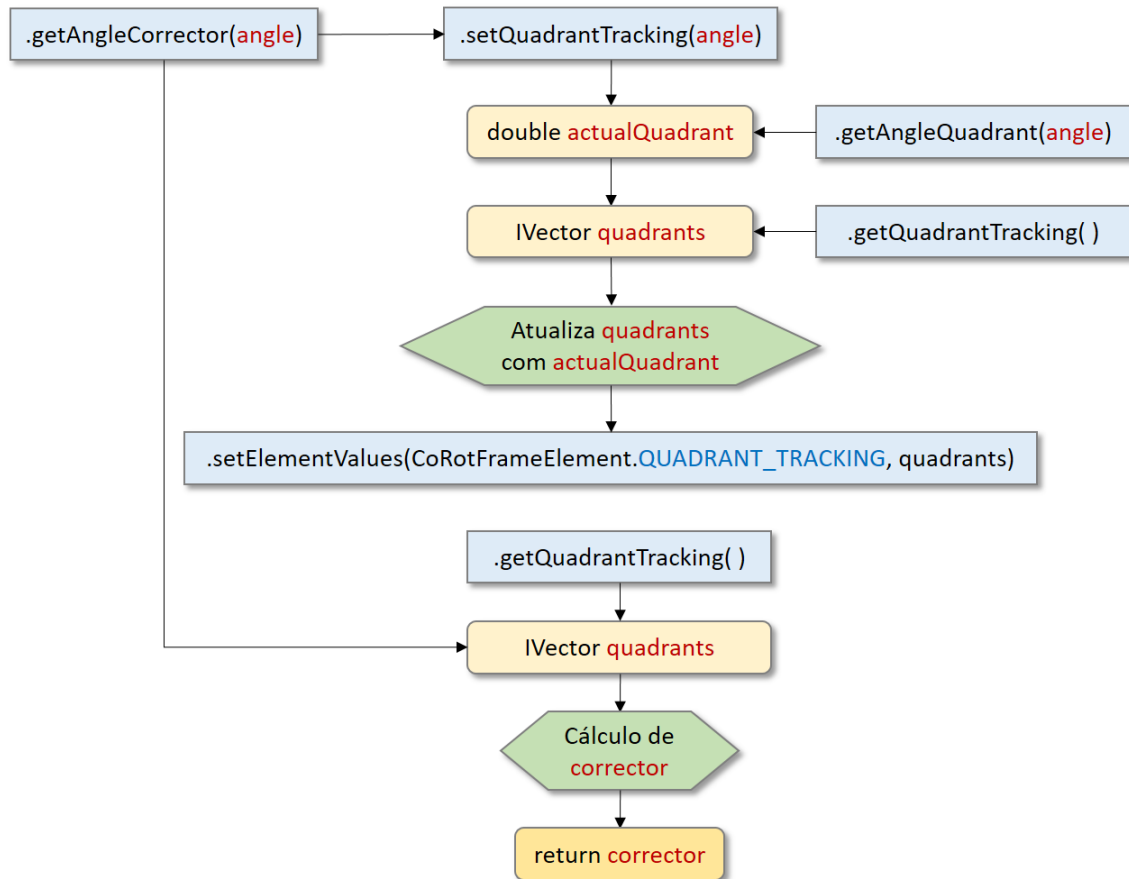 .getAngleCorrector(angle)
.setQuadrantTracking(angle)
double actualQuadrant
.getAngleQuadrant(angle)
IVector quadrants
.getQuadrantTracking( )
Atualiza quadrants
com actualQuadrant
.setElementValues(CoRotFrameElement.QUADRANT_TRACKING, quadrants)
.getQuadrantTracking( )
IVector quadrants
Cálculo de
corrector
return corrector